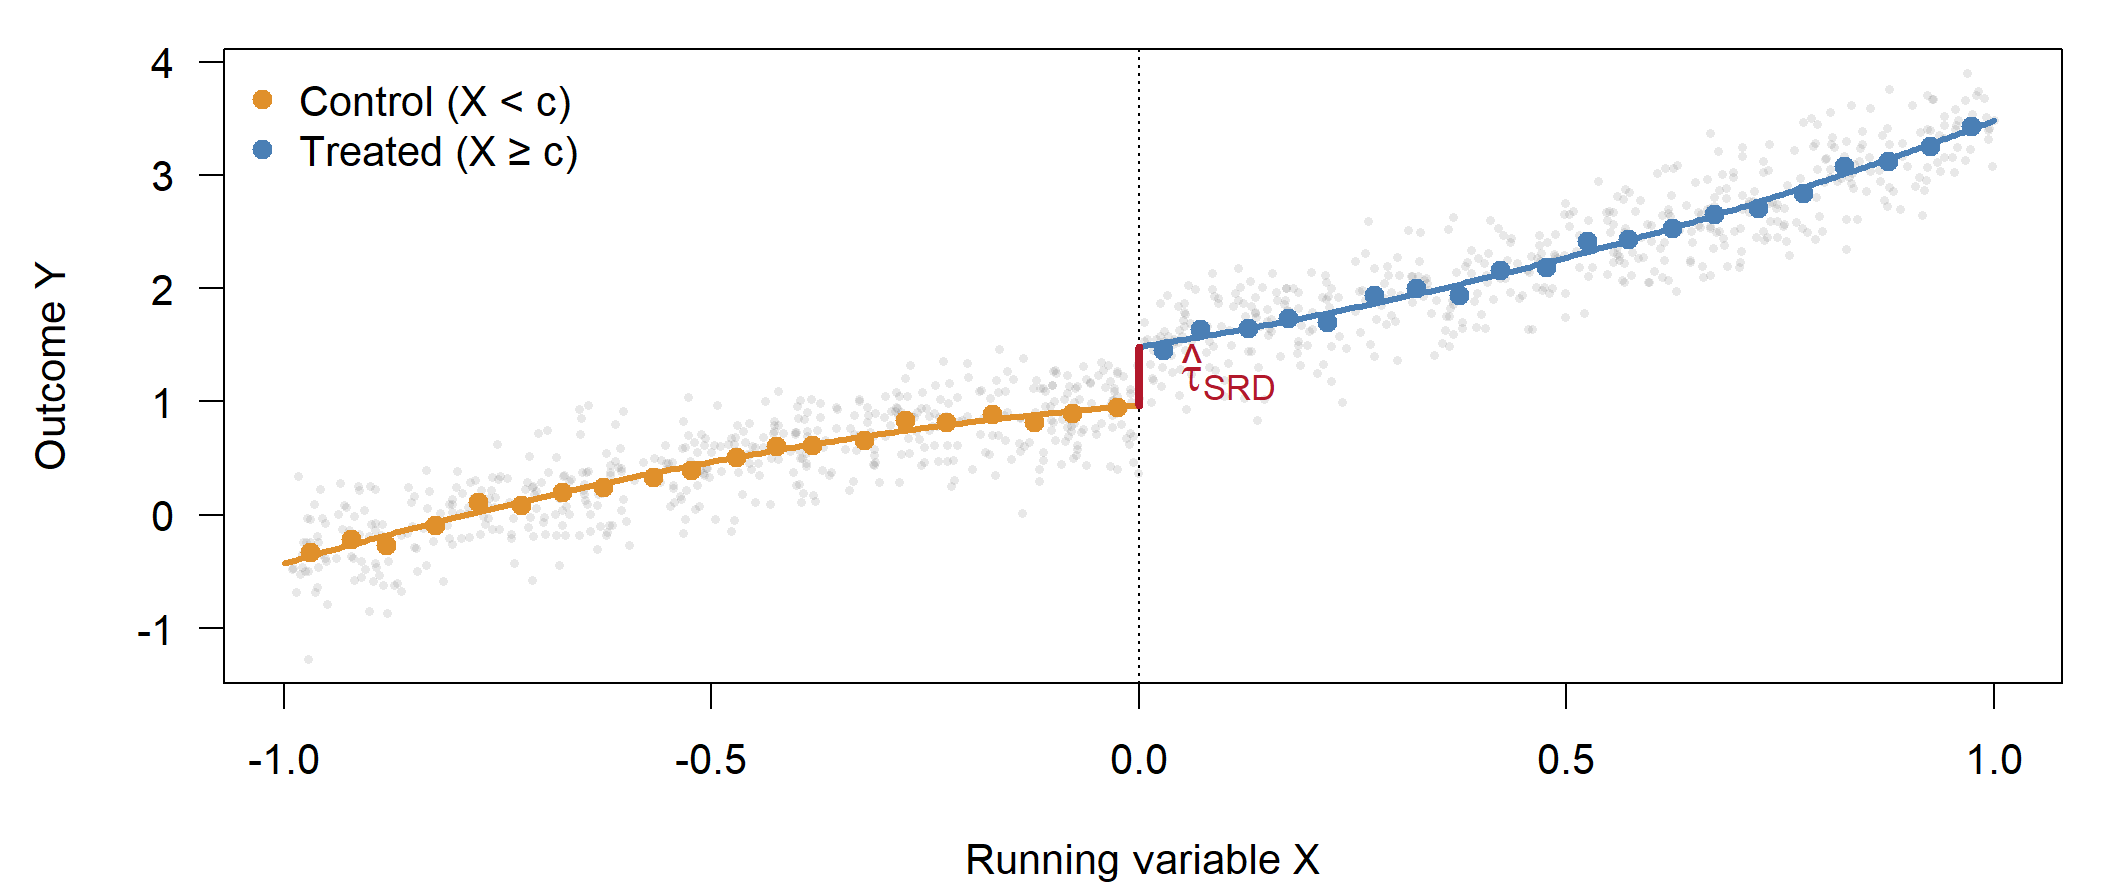 4
Control (X < c)
Treated (X ≥ c)
3
2
1
0
-1
Outcome Y
τ̂SRD
-1.0 -0.5 0.0 0.5 1.0
Running variable X